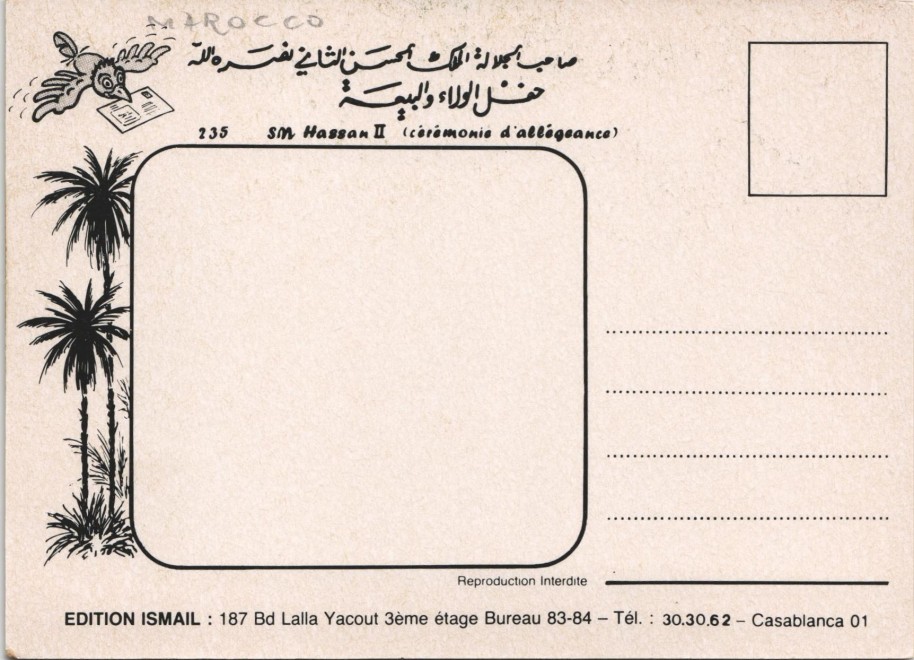 MAROCCO
صاحب الجلالة الملك الحسن الثاني نصره الله
حفل الولاء والبيعة
235 SM Hassan II (cérémonie d'allégeance)
Reproduction Interdite
EDITION ISMAIL : 187 Bd Lalla Yacout 3ème étage Bureau 83-84 – Tél. : 30.30.62 – Casablanca 01